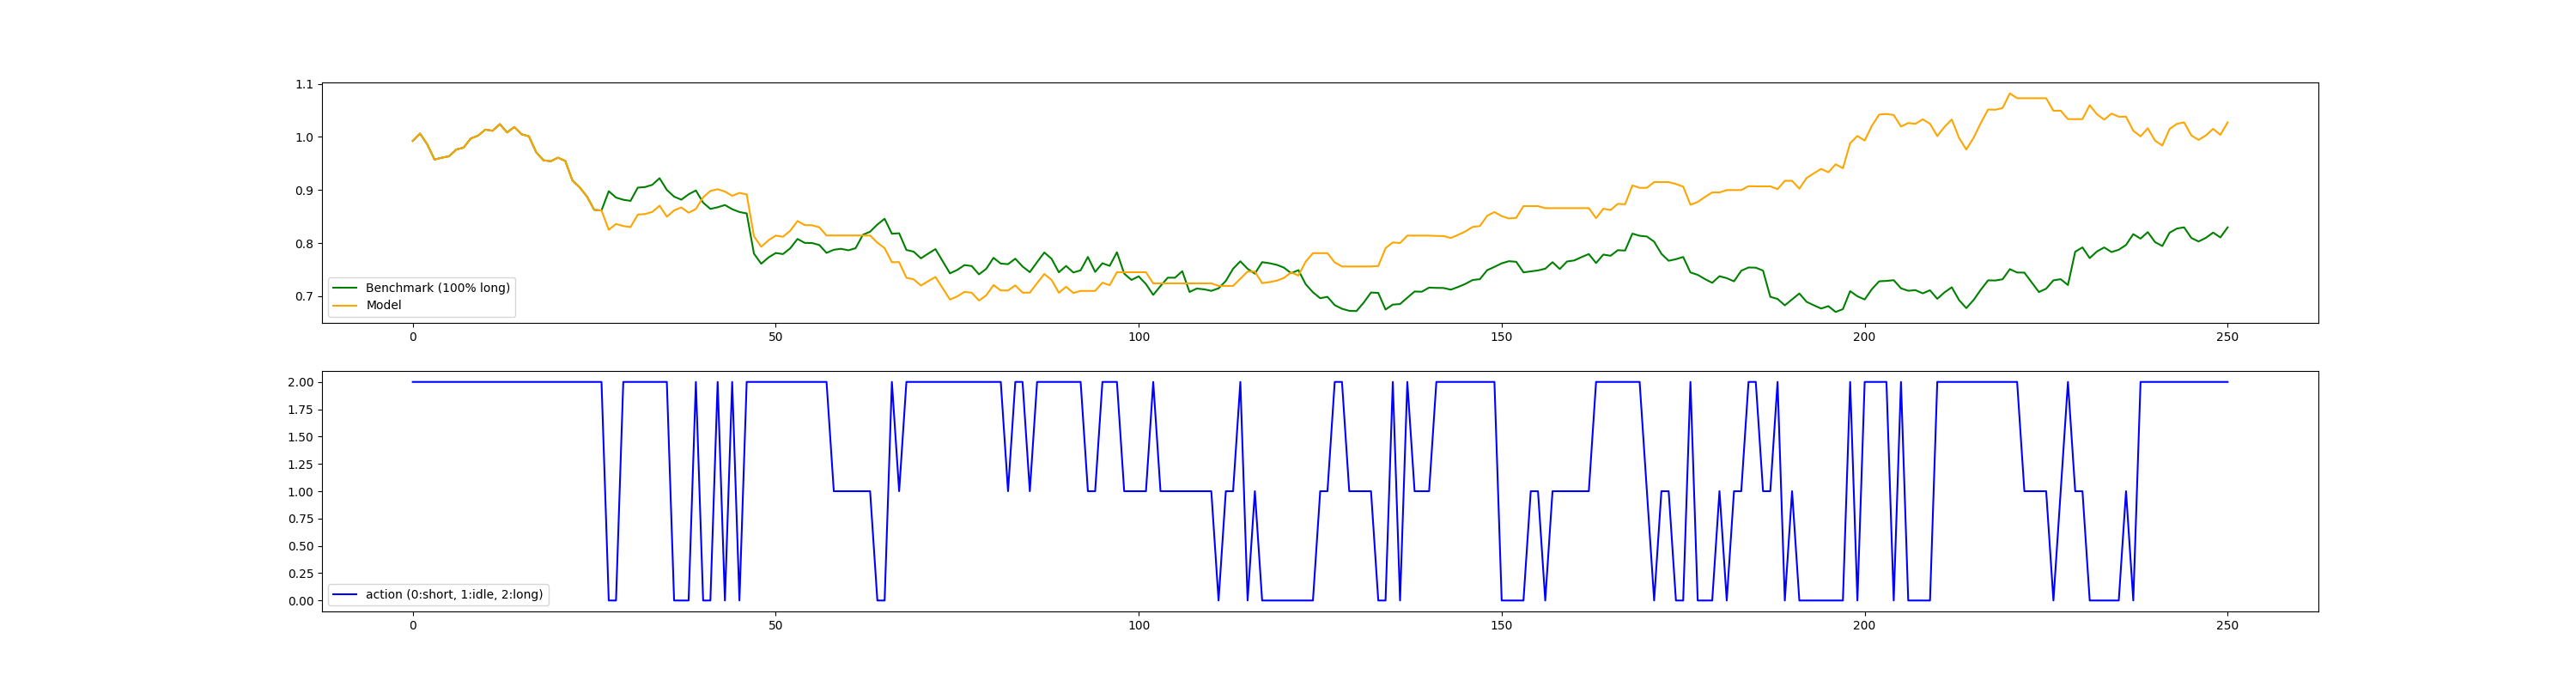 1.1
1.0
0.9
0.8
0.7
Benchmark (100% long)
Model
0 50 100 150 200 250
2.00
1.75
1.50
1.25
1.00
0.75
0.50
0.25
0.00
action (0:short, 1:idle, 2:long)
0 50 100 150 200 250